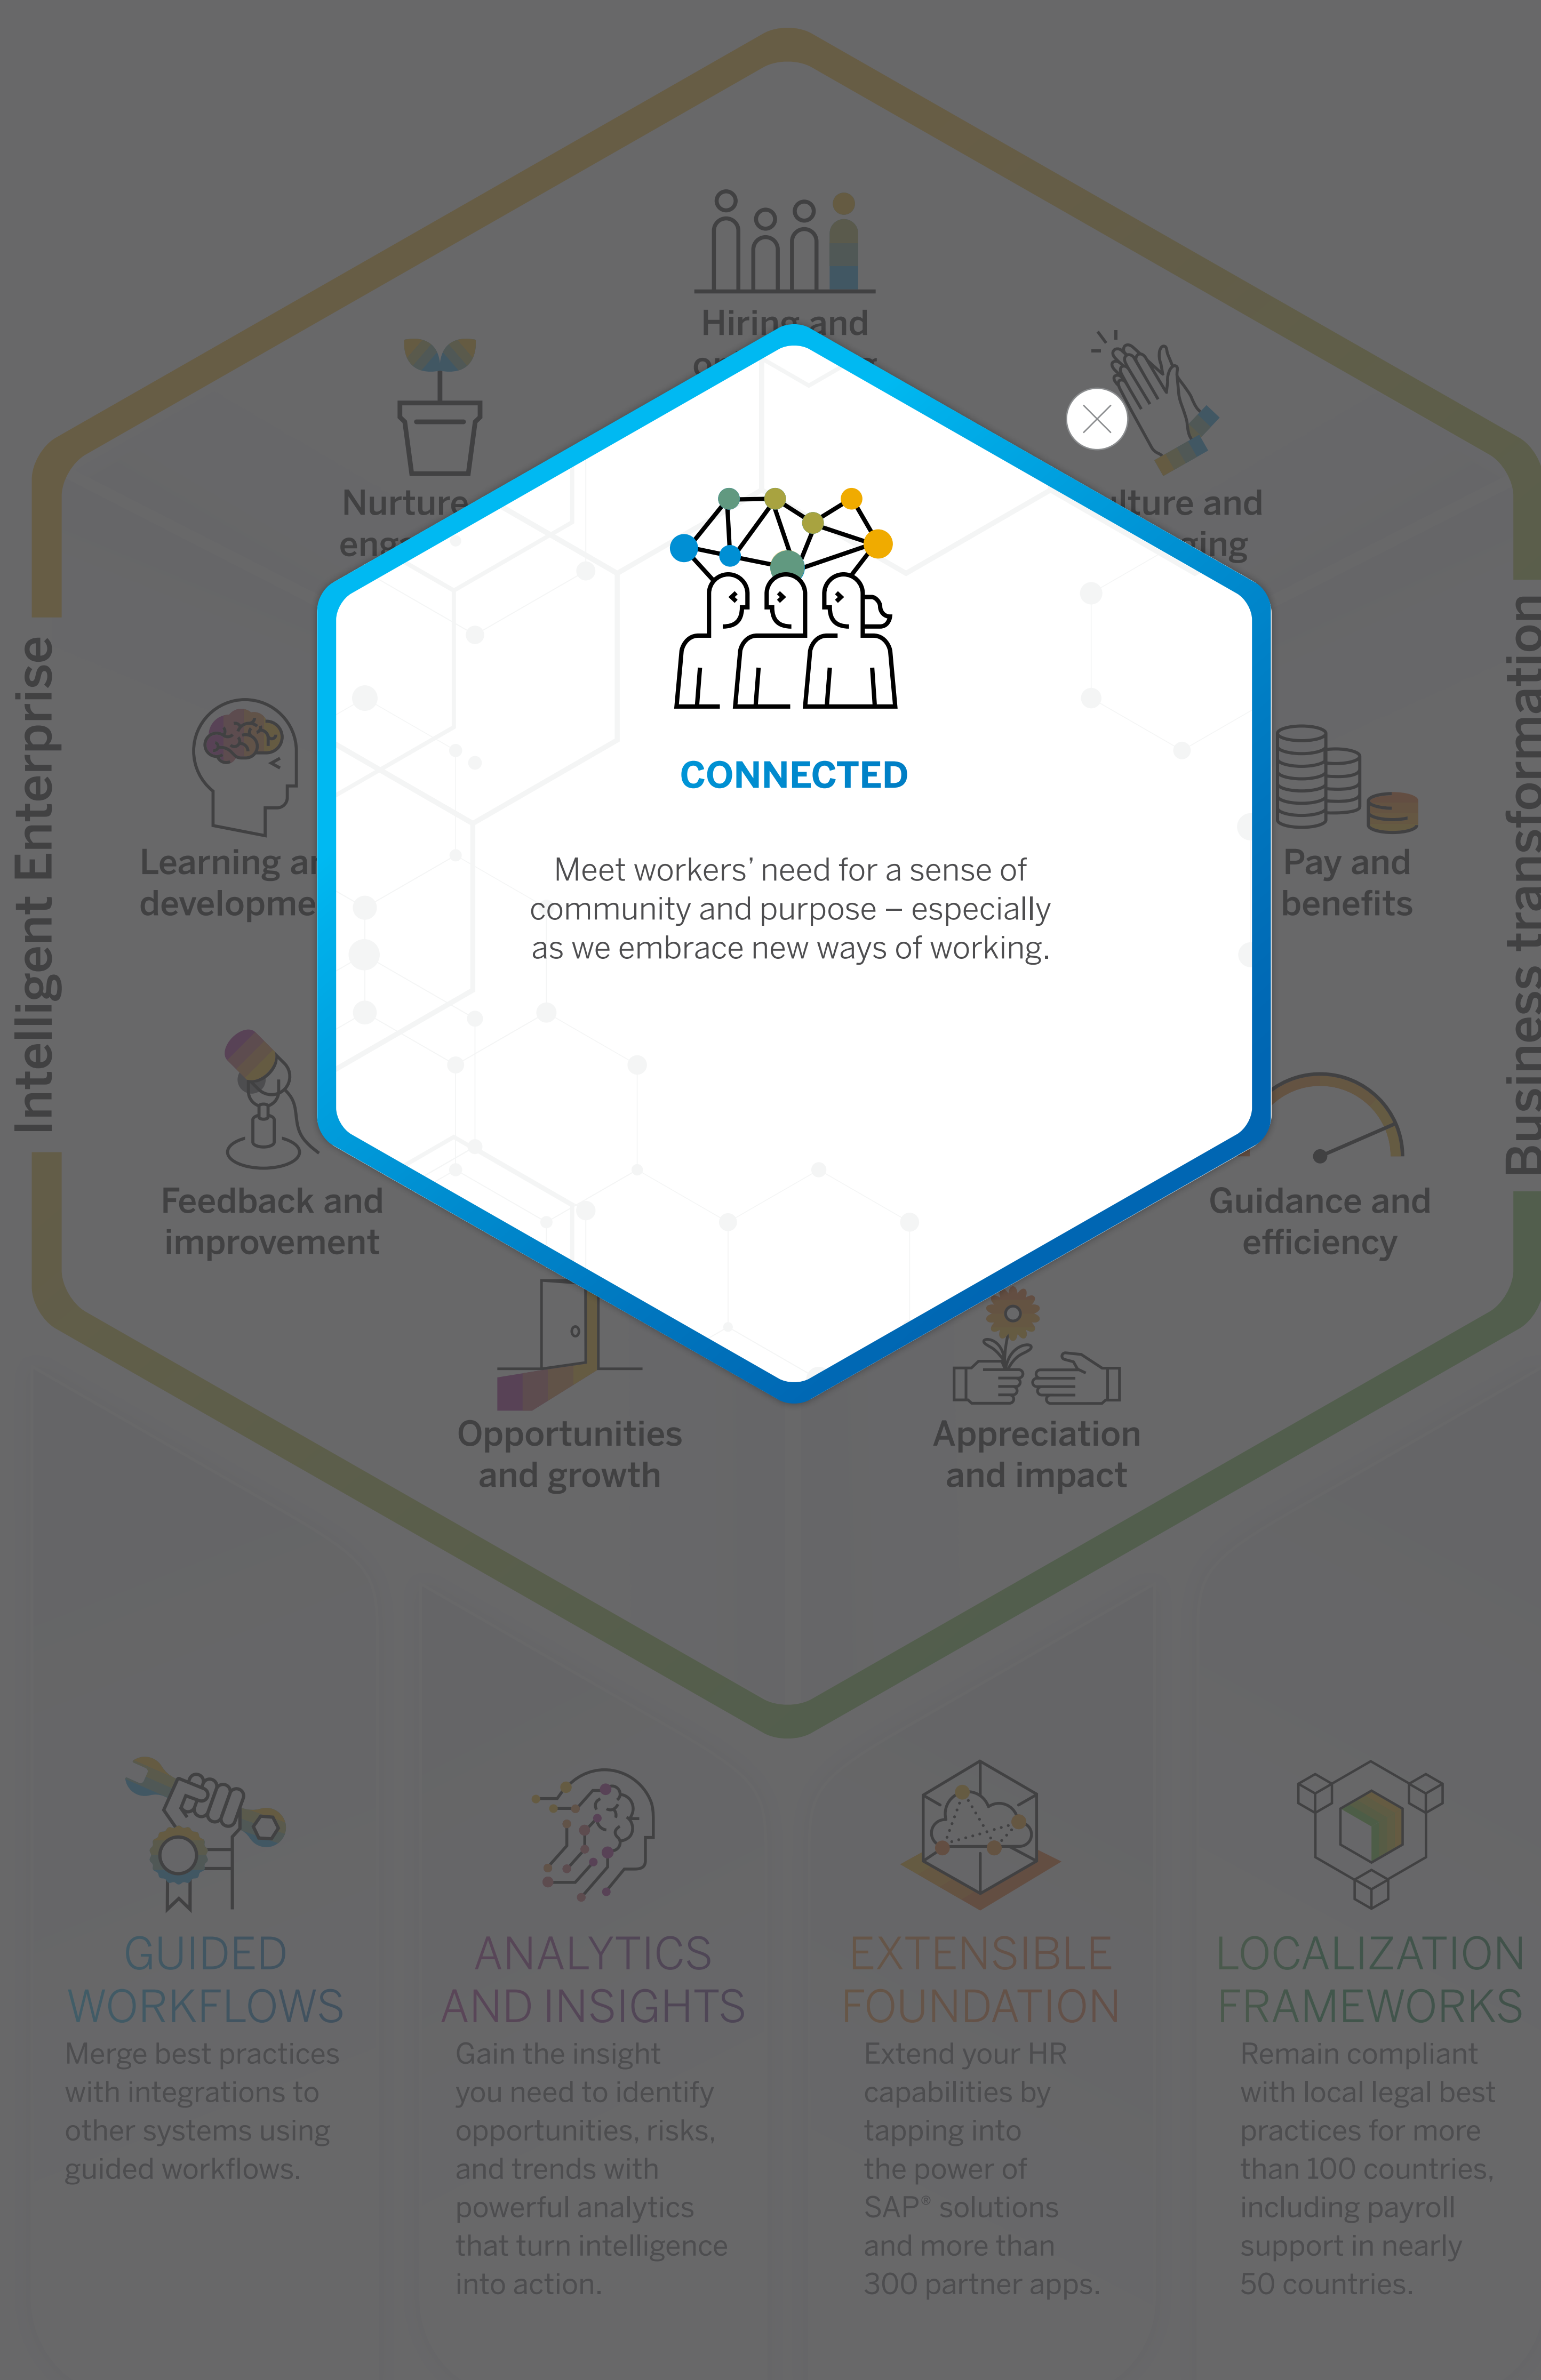 Hiring and
Nurture
Culture and
Intelligent Enterprise
Business transformation
CONNECTED
Meet workers’ need for a sense of
community and purpose – especially
as we embrace new ways of working.
Learning
Pay and
benefits
Feedback and
improvement
Guidance and
efficiency
Opportunities
and growth
Appreciation
and impact
GUIDED
WORKFLOWS
Merge best practices
with integrations to
other systems using
guided workflows.
ANALYTICS
AND INSIGHTS
Gain the insight
you need to identify
opportunities, risks,
and trends with
powerful analytics
that turn intelligence
into action.
EXTENSIBLE
FOUNDATION
Extend your HR
capabilities by
tapping into
the power of
SAP® solutions
and more than
300 partner apps.
LOCALIZATION
FRAMEWORKS
Remain compliant
with local legal best
practices for more
than 100 countries,
including payroll
support in nearly
50 countries.